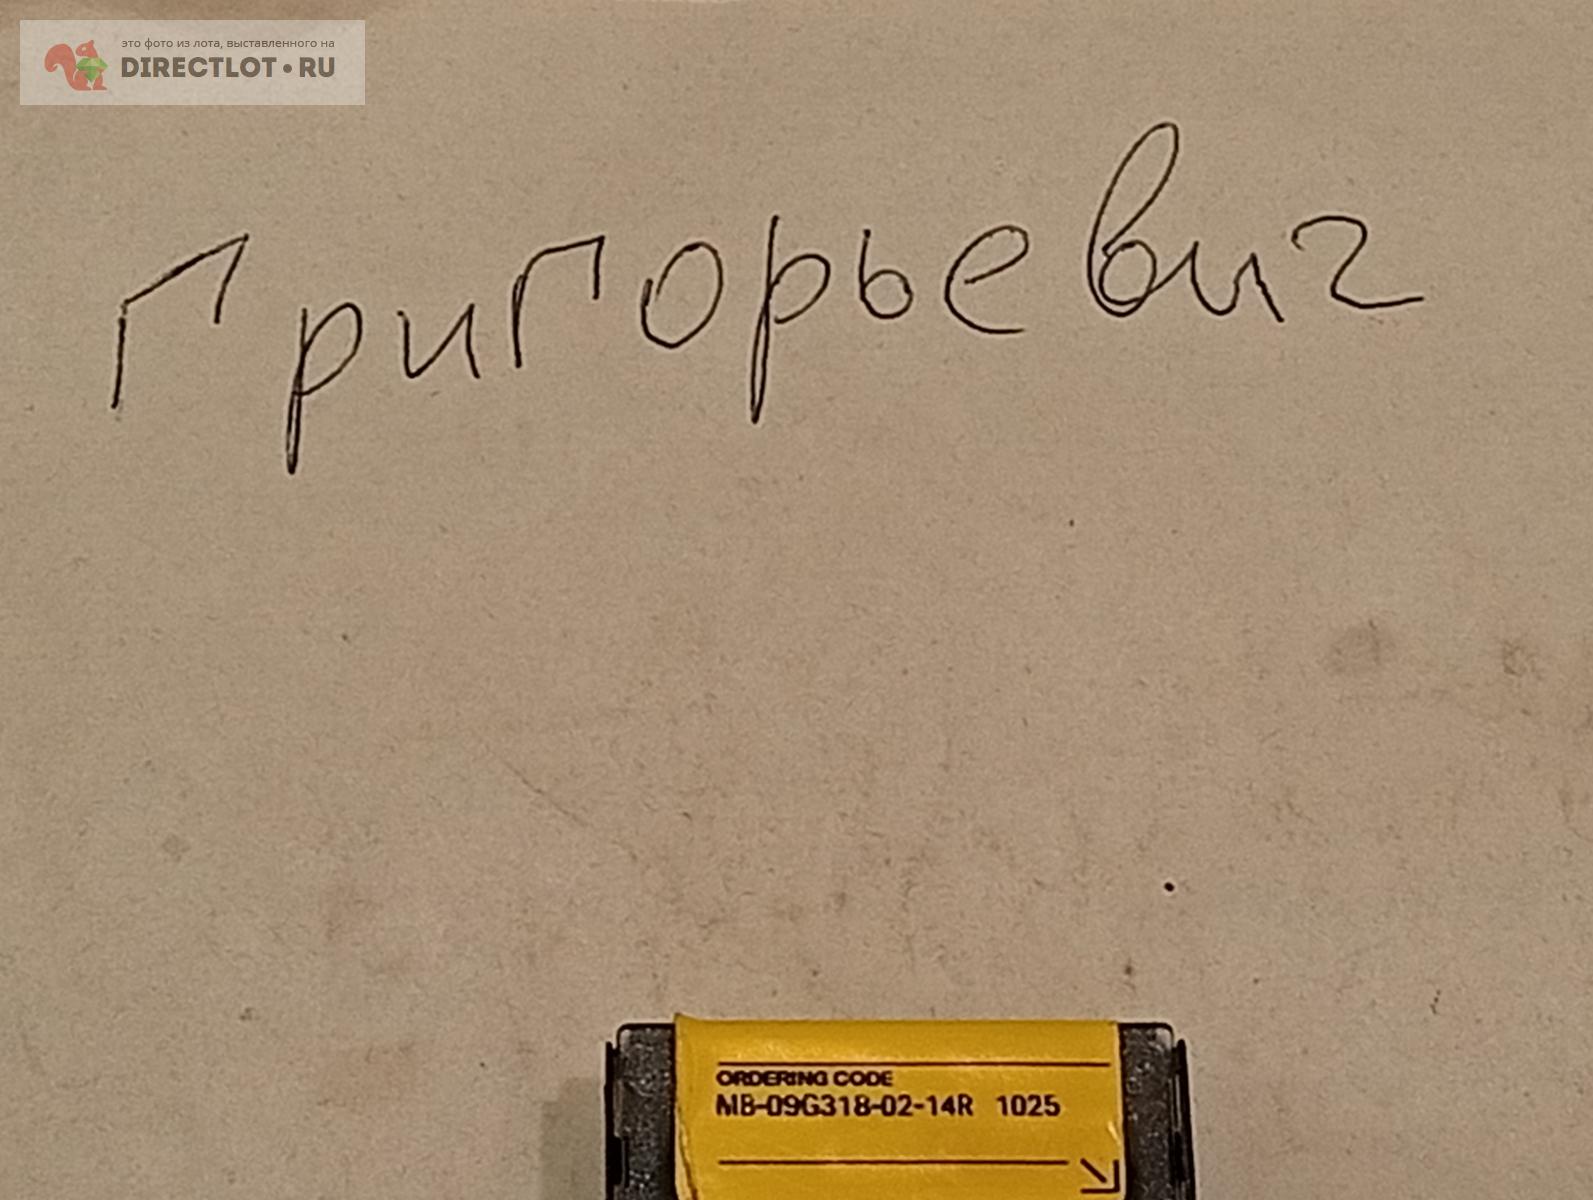 это фото из лота, выставленного на
DIRECTLOT•RU
Григорьевич
ORDERING CODE
MB-09G318-02-14R 1025